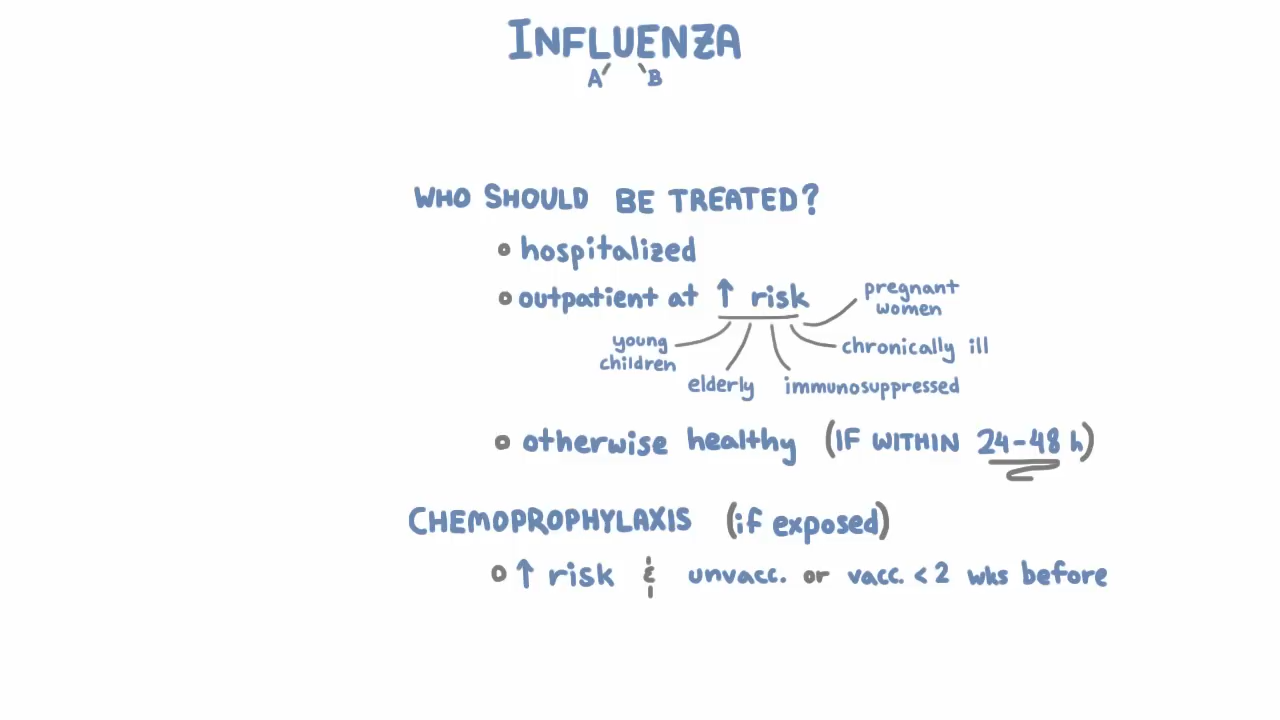 INFLUENZA
A B
WHO SHOULD BE TREATED?
hospitalized
outpatient at ↑ risk
pregnant
women
young
children
elderly
immunosuppressed
chronically ill
otherwise healthy (IF WITHIN 24-48 h)
CHEMOPROPHYLAXIS (if exposed)
↑ risk & unvacc. or vacc. < 2 wks before